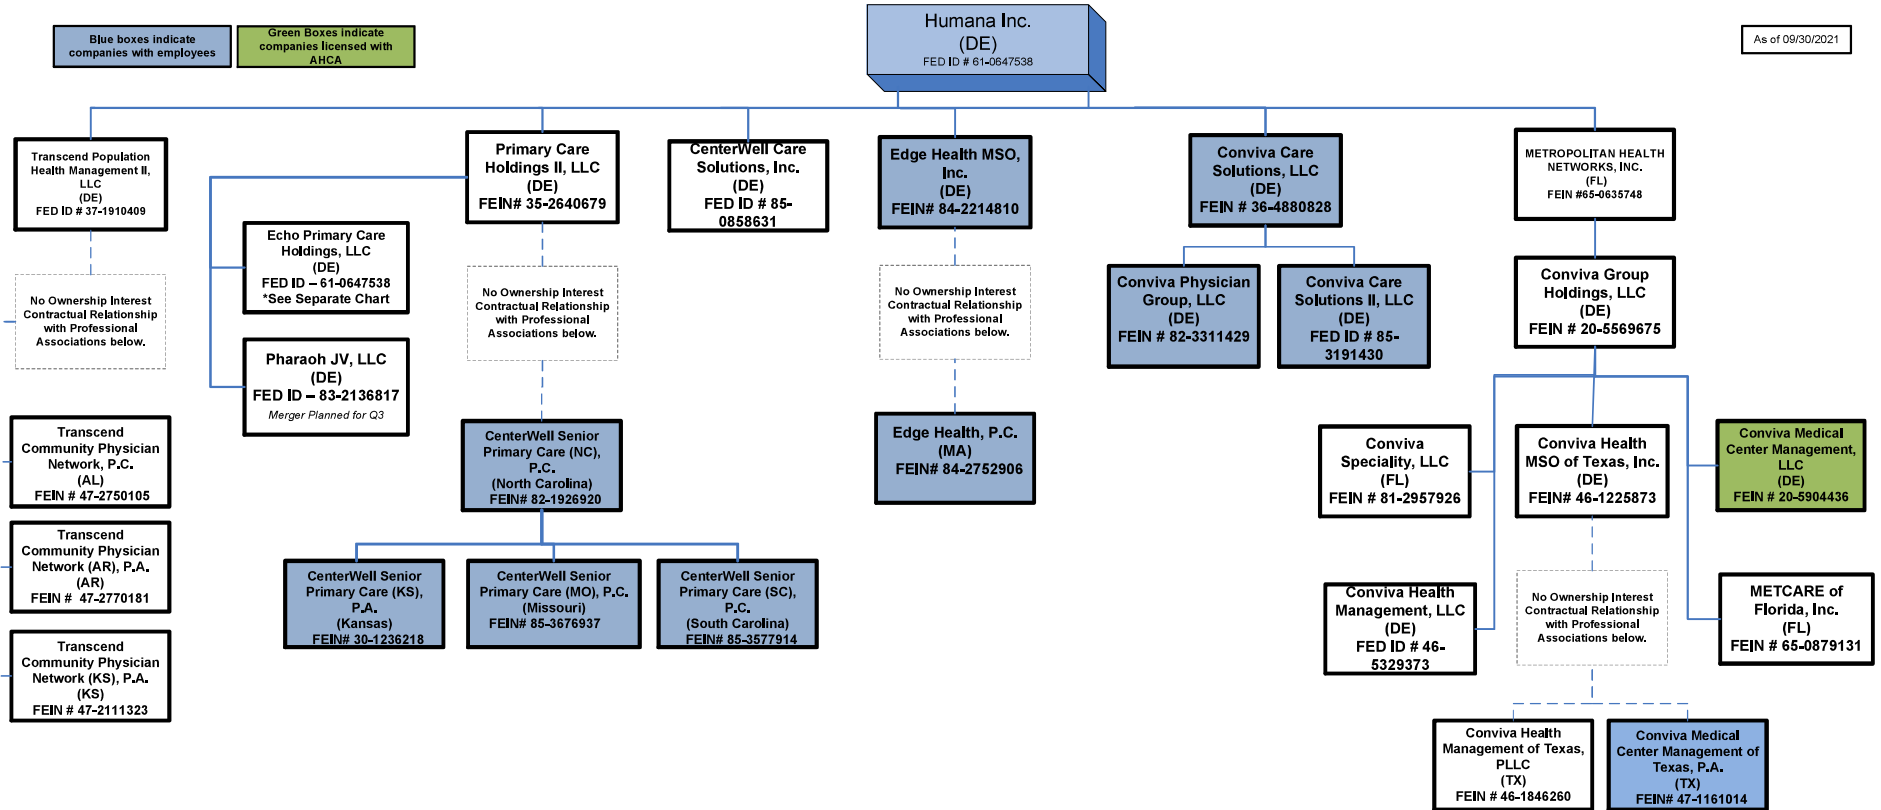 Blue boxes indicate
companies with employees
Green Boxes indicate
companies licensed with
AHCA
Humana Inc.
(DE)
FED ID # 61-0647538
As of 09/30/2021
Transcend Population
Health Management II,
LLC
(DE)
FED ID # 37-1910409
Primary Care
Holdings II, LLC
(DE)
FEIN# 35-2640679
CenterWell Care
Solutions, Inc.
(DE)
FED ID # 85-
0858631
Edge Health MSO,
Inc.
(DE)
FEIN# 84-2214810
Conviva Care
Solutions, LLC
(DE)
FEIN # 36-4880828
METROPOLITAN HEALTH
NETWORKS, INC.
(FL)
FEIN #65-0635748
Echo Primary Care
Holdings, LLC
(DE)
FED ID – 61-0647538
*See Separate Chart
No Ownership Interest
Contractual Relationship
with Professional
Associations below.
No Ownership Interest
Contractual Relationship
with Professional
Associations below.
No Ownership Interest
Contractual Relationship
with Professional
Associations below.
Conviva Physician
Group, LLC
(DE)
FEIN # 82-3311429
Conviva Care
Solutions II, LLC
(DE)
FED ID # 85-
3191430
Conviva Group
Holdings, LLC
(DE)
FEIN # 20-5569675
Pharaoh JV, LLC
(DE)
FED ID – 83-2136817
Merger Planned for Q3
Transcend
Community Physician
Network, P.C.
(AL)
FEIN # 47-2750105
CenterWell Senior
Primary Care (NC),
P.C.
(North Carolina)
FEIN# 82-1926920
Edge Health, P.C.
(MA)
FEIN# 84-2752906
Conviva
Speciality, LLC
(FL)
FEIN # 81-2957926
Conviva Health
MSO of Texas, Inc.
(DE)
FEIN# 46-1225873
Conviva Medical
Center Management,
LLC
(DE)
FEIN # 20-5904436
Transcend
Community Physician
Network (AR), P.A.
(AR)
FEIN # 47-2770181
CenterWell Senior
Primary Care (KS),
P.A.
(Kansas)
FEIN# 30-1236218
CenterWell Senior
Primary Care (MO), P.C.
(Missouri)
FEIN# 85-3676937
CenterWell Senior
Primary Care (SC),
P.C.
(South Carolina)
FEIN# 85-3577914
Conviva Health
Management, LLC
(DE)
FED ID # 46-
5329373
No Ownership Interest
Contractual Relationship
with Professional
Associations below.
METCARE of
Florida, Inc.
(FL)
FEIN # 65-0879131
Transcend
Community Physician
Network (KS), P.A.
(KS)
FEIN # 47-2111323
Conviva Health
Management of Texas,
PLLC
(TX)
FEIN # 46-1846260
Conviva Medical
Center Management of
Texas, P.A.
(TX)
FEIN# 47-1161014